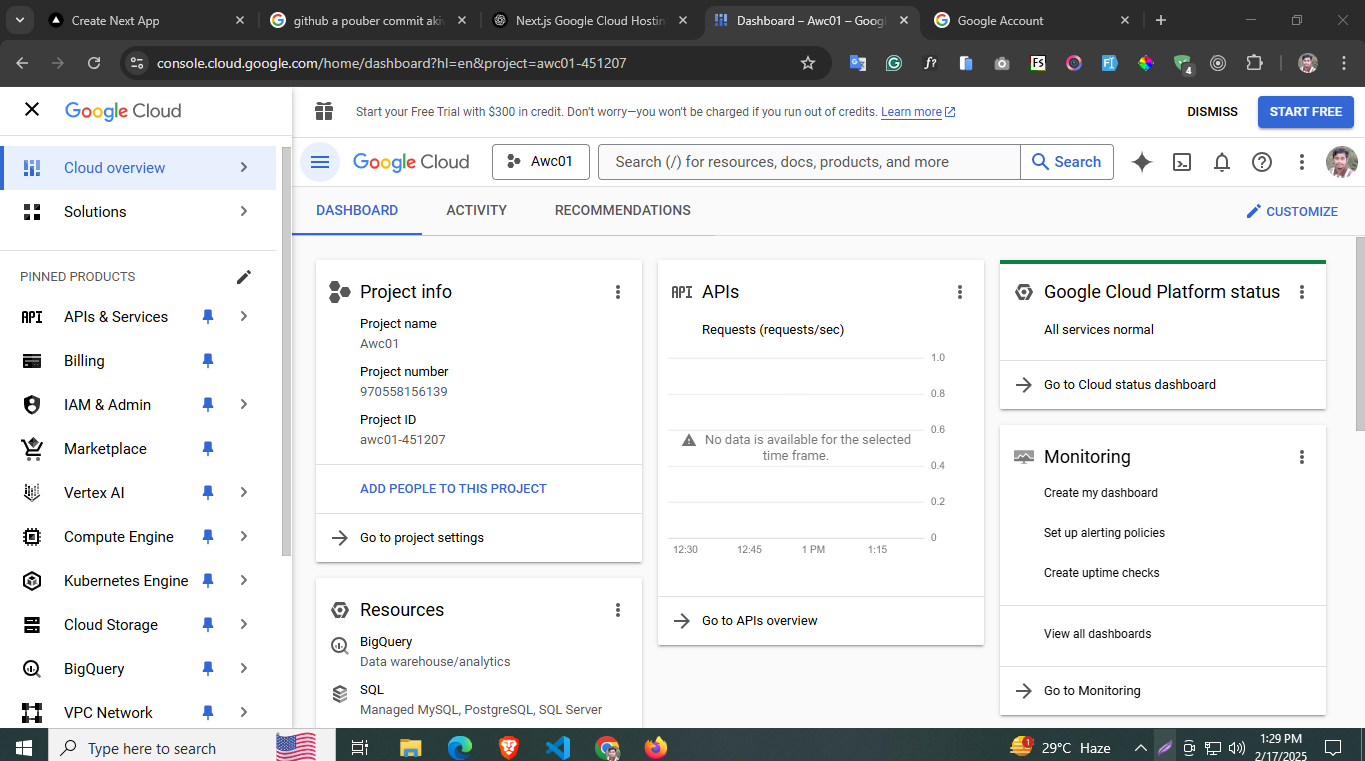 Create Next App
github a pouber commit aki
Next.js Google Cloud Hostin
Dashboard – Awc01 – Goog
Google Account
console.cloud.google.com/home/dashboard?hl=en&project=awc01-451207
4
Google Cloud
Start your Free Trial with $300 in credit. Don't worry—you won't be charged if you run out of credits. Learn more
DISMISS
START FREE
Google Cloud
Awc01
Search (/) for resources, docs, products, and more
Search
Cloud overview
Solutions
PINNED PRODUCTS
API APIs & Services
Billing
IAM & Admin
Marketplace
Vertex AI
Compute Engine
Kubernetes Engine
Cloud Storage
BigQuery
VPC Network
DASHBOARD
ACTIVITY
RECOMMENDATIONS
CUSTOMIZE
Project info
Project name
Awc01
Project number
970558156139
Project ID
awc01-451207
ADD PEOPLE TO THIS PROJECT
Go to project settings
Resources
BigQuery
Data warehouse/analytics
SQL
Managed MySQL, PostgreSQL, SQL Server
API APIs
Requests (requests/sec)
1.0
0.8
0.6
No data is available for the selected
time frame.
0.4
0.2
0
12:30
12:45
1 PM
1:15
Go to APIs overview
Google Cloud Platform status
All services normal
Go to Cloud status dashboard
Monitoring
Create my dashboard
Set up alerting policies
Create uptime checks
View all dashboards
Go to Monitoring
Type here to search
1
29°C Haze
1:29 PM
2/17/2025